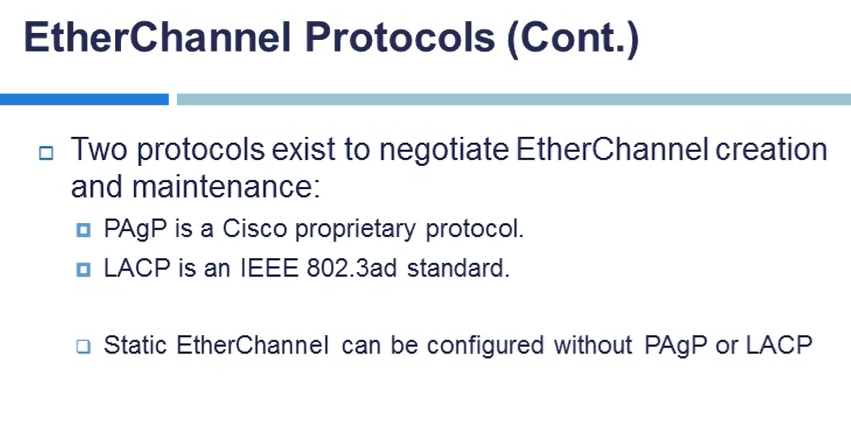 EtherChannel Protocols (Cont.)
Two protocols exist to negotiate EtherChannel creation
and maintenance:
PAgP is a Cisco proprietary protocol.
LACP is an IEEE 802.3ad standard.
Static EtherChannel can be configured without PAgP or LACP